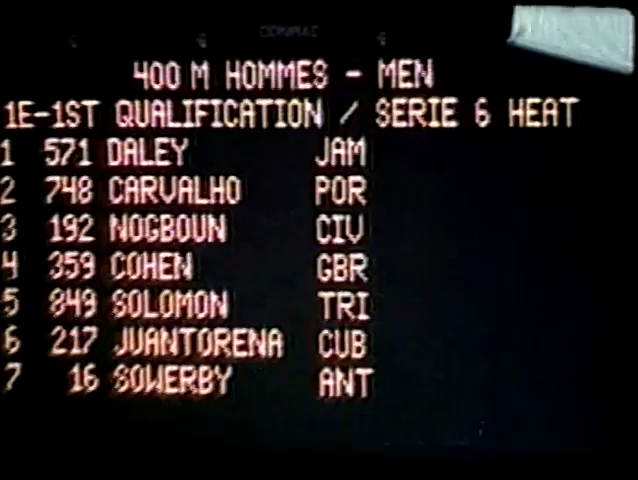 CONRAC
400 M HOMMES - MEN
1E-1ST QUALIFICATION / SERIE 6 HEAT
1 571 DALEY JAM
2 748 CARVALHO POR
3 192 NOGBOUN CIV
4 359 COHEN GBR
5 849 SOLOMON TRI
6 217 JUANTORENA CUB
7 16 SOWERBY ANT